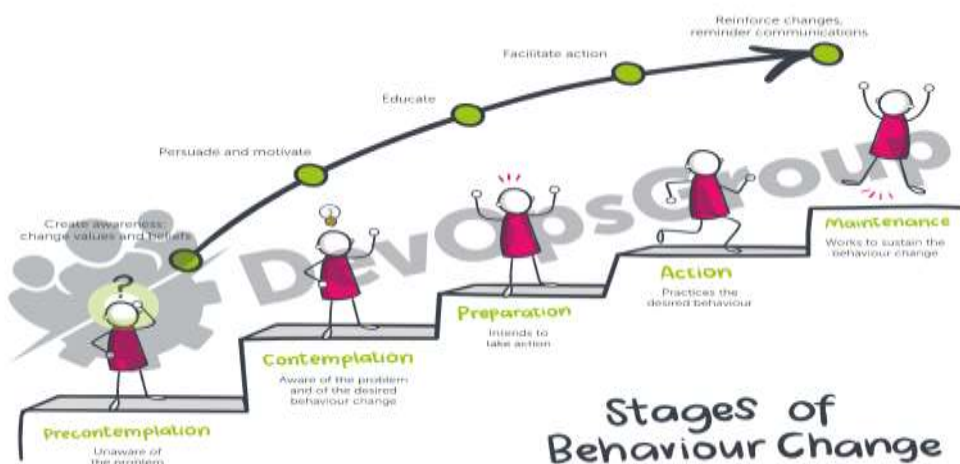 Reinforce changes,
reminder communications
Facilitate action
Educate
Persuade and motivate
Create awareness:
change values and beliefs
?
DevOpsGroup
Maintenance
Works to sustain the
behaviour change
Action
Practices the
desired behaviour
Preparation
Intends to
take action
Contemplation
Aware of the problem
and of the desired
behaviour change
Precontemplation
Unaware of
the problem
Stages of
Behaviour Change